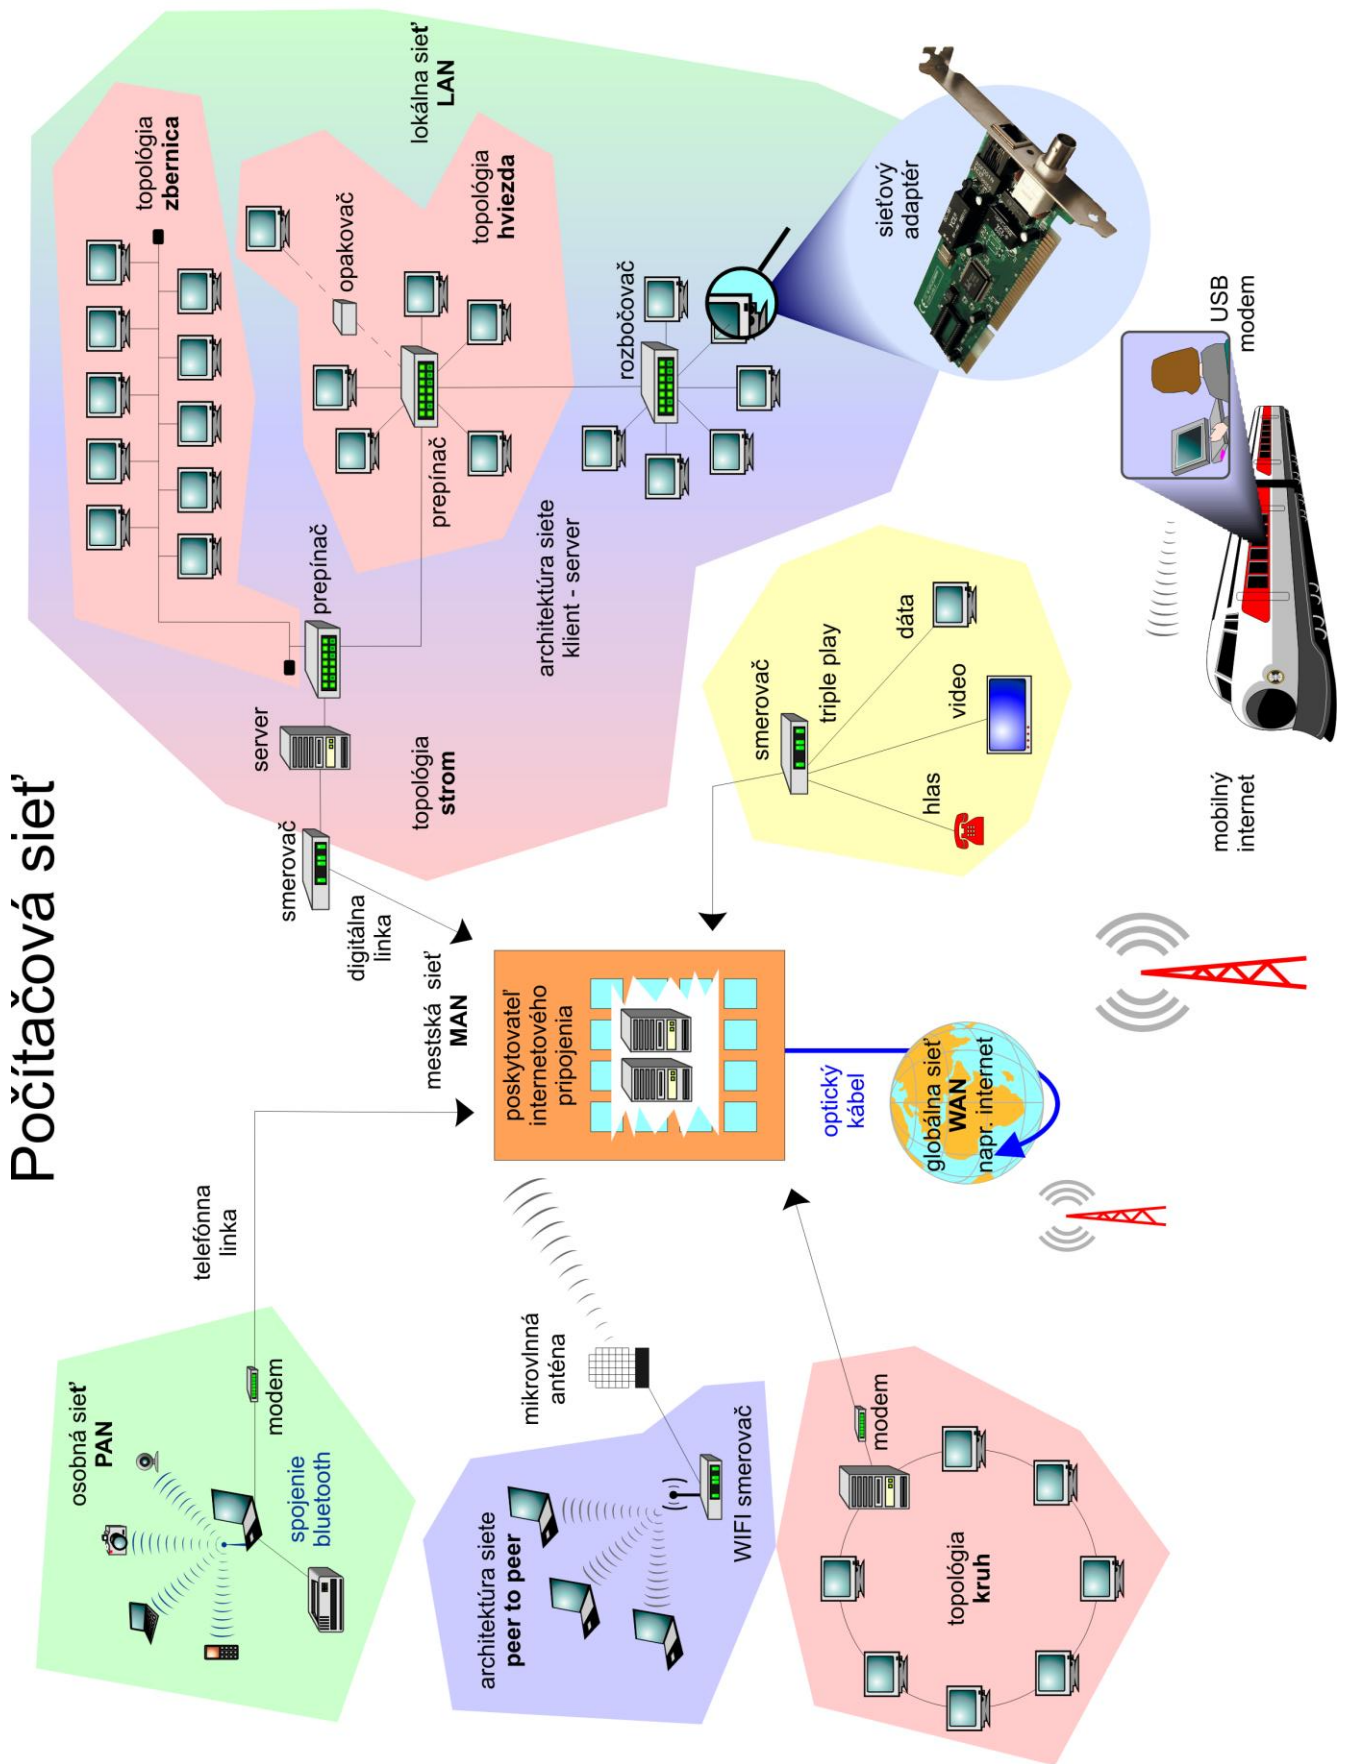 Počítačová sieť
osobná sieť
PAN
spojenie
bluetooth
modem
telefónna
linka
architektúra siete
peer to peer
WIFI smerovač
mikrovlnná
anténa
topológia
kruh
modem
mestská sieť
MAN
poskytovateľ
internetového
pripojenia
optický
kábel
globálna sieť
WAN
napr. internet
digitálna
linka
smerovač
server
prepínač
topológia
strom
topológia
zbernica
lokálna sieť
LAN
opakovač
topológia
hviezda
prepínač
architektúra siete
klient - server
rozbočovač
sieťový
adaptér
smerovač
triple play
hlas
video
dáta
mobilný
internet
USB
modem